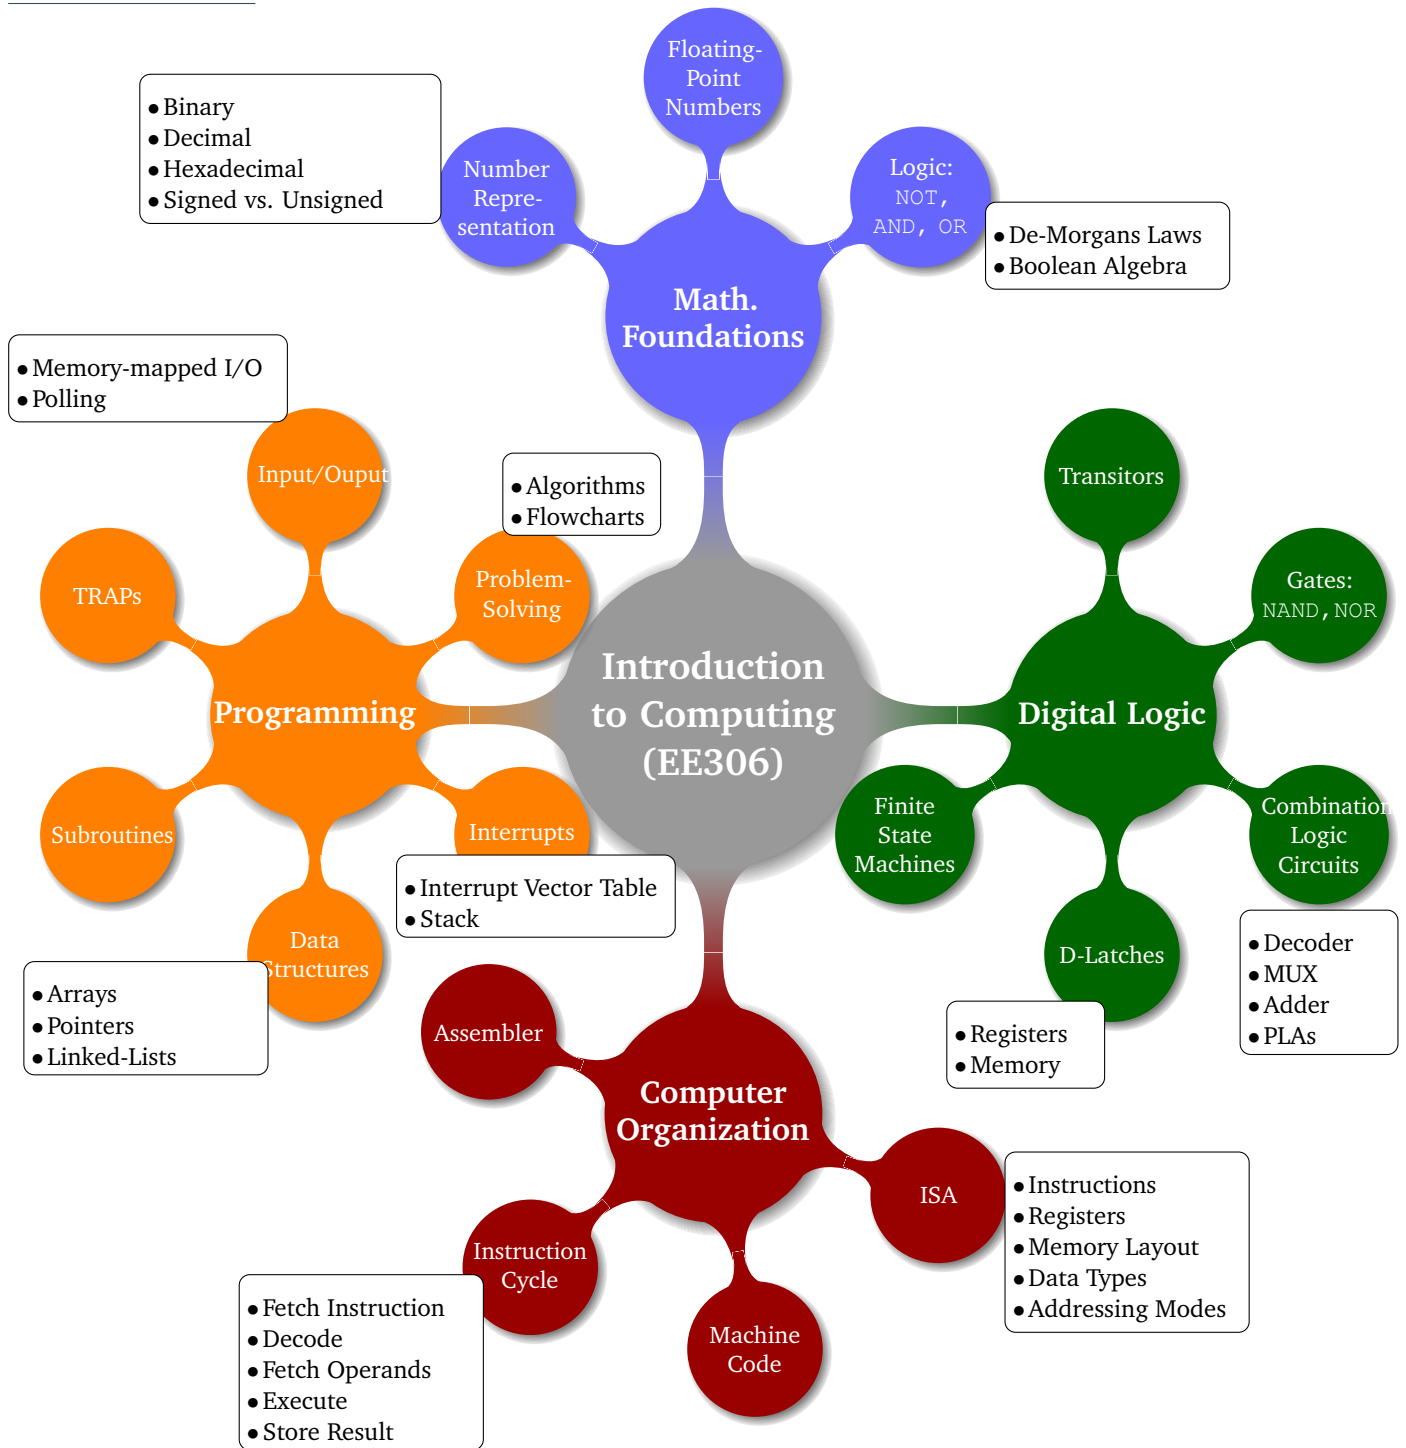 Floating-
Point
Numbers
• Binary
• Decimal
• Hexadecimal
• Signed vs. Unsigned
Number
Repre-
sentation
Logic:
NOT,
AND, OR
• De-Morgans Laws
• Boolean Algebra
Math.
Foundations
• Memory-mapped I/O
• Polling
Input/Ouput
• Algorithms
• Flowcharts
Problem-
Solving
TRAPs
Programming
Subroutines
Interrupts
• Interrupt Vector Table
• Stack
Data
Structures
• Arrays
• Pointers
• Linked-Lists
Introduction
to Computing
(EE306)
Transitors
Gates:
NAND,NOR
Digital Logic
Finite
State
Machines
Combination
Logic
Circuits
• Decoder
• MUX
• Adder
• PLAs
D-Latches
• Registers
• Memory
Assembler
Computer
Organization
ISA
• Instructions
• Registers
• Memory Layout
• Data Types
• Addressing Modes
Instruction
Cycle
• Fetch Instruction
• Decode
• Fetch Operands
• Execute
• Store Result
Machine
Code